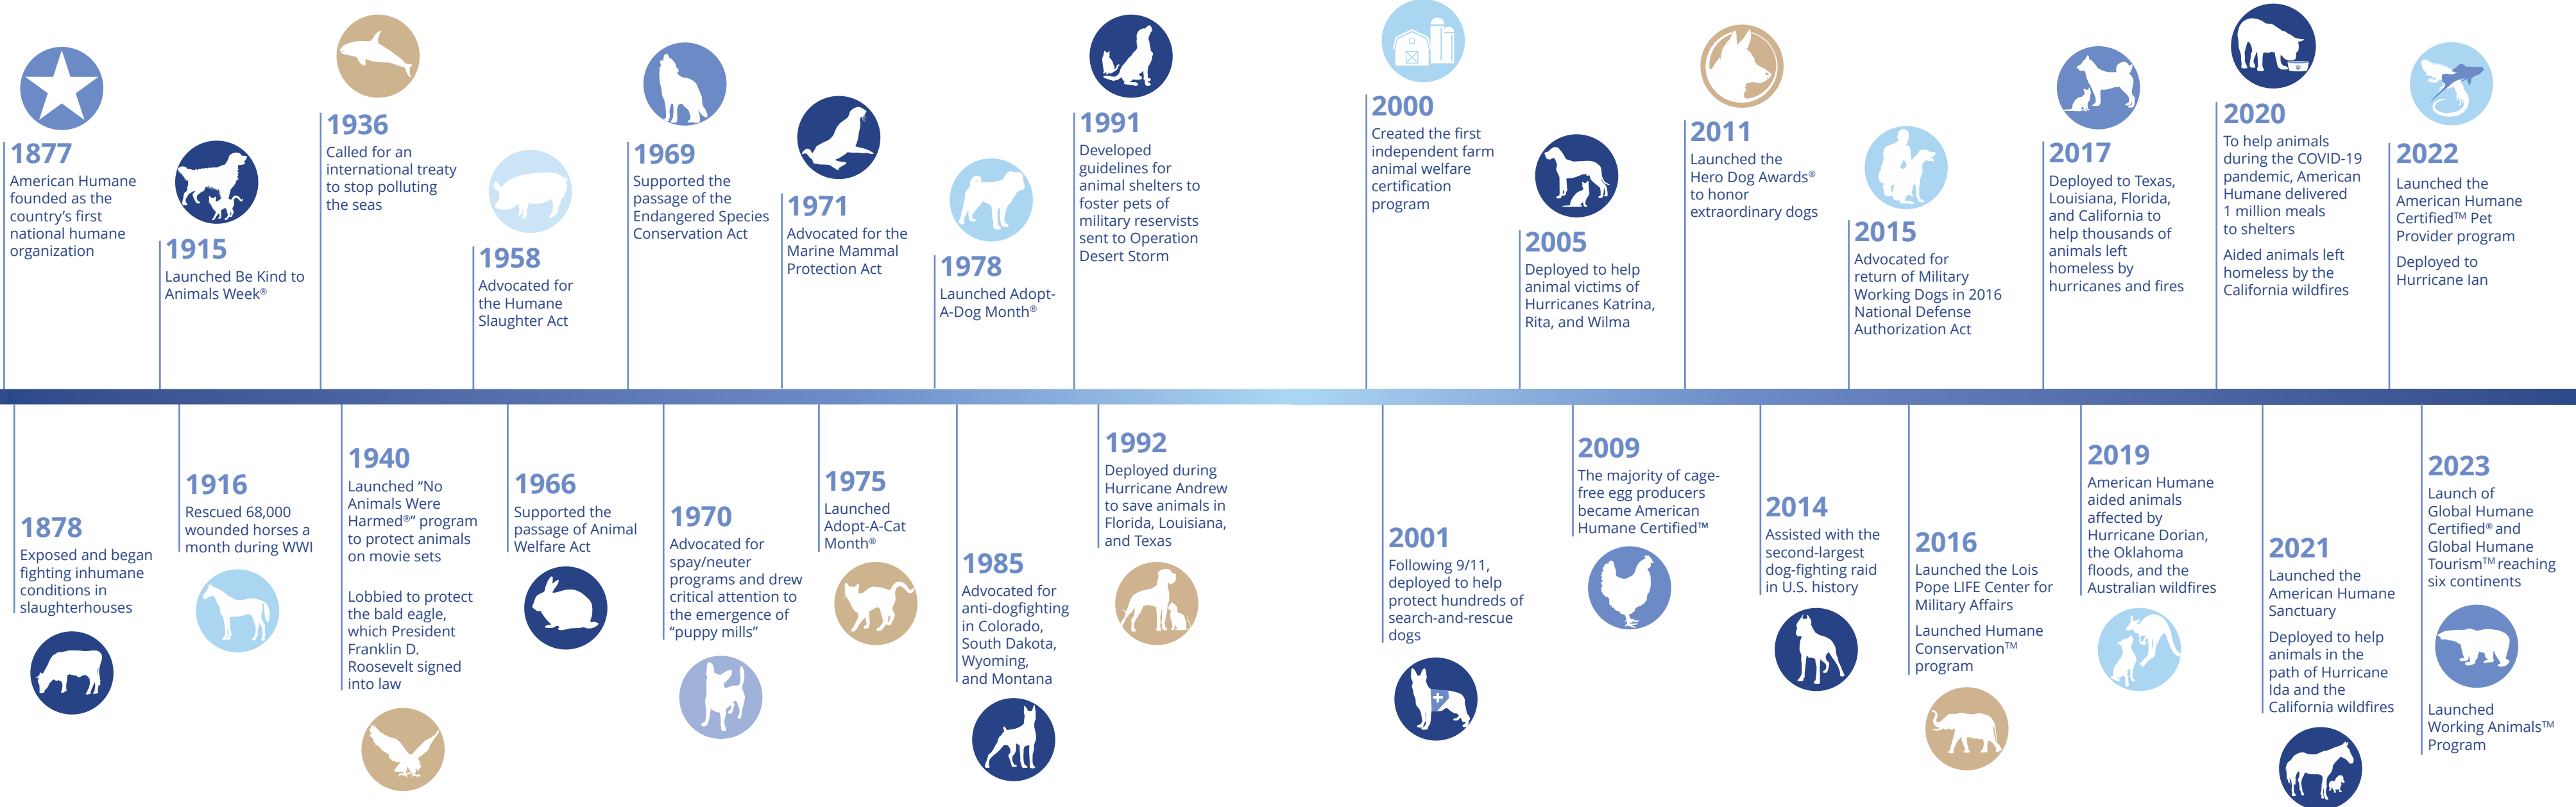 1877
American Humane
founded as the
country's first
national humane
organization
1915
Launched Be Kind to
Animals Week®
1936
Called for an
international treaty
to stop polluting
the seas
1958
Advocated for
the Humane
Slaughter Act
1969
Supported the
passage of the
Endangered Species
Conservation Act
1971
Advocated for the
Marine Mammal
Protection Act
1978
Launched Adopt-
A-Dog Month®
1991
Developed
guidelines for
animal shelters to
foster pets of
military reservists
sent to Operation
Desert Storm
2000
Created the first
independent farm
animal welfare
certification
program
2005
Deployed to help
animal victims of
Hurricanes Katrina,
Rita, and Wilma
2011
Launched the
Hero Dog Awards®
to honor
extraordinary dogs
2015
Advocated for
return of Military
Working Dogs in 2016
National Defense
Authorization Act
2017
Deployed to Texas,
Louisiana, Florida,
and California to
help thousands of
animals left
homeless by
hurricanes and fires
2020
To help animals
during the COVID-19
pandemic, American
Humane delivered
1 million meals
to shelters
Aided animals left
homeless by the
California wildfires
2022
Launched the
American Humane
Certified™ Pet
Provider program
Deployed to
Hurricane Ian
1878
Exposed and began
fighting inhumane
conditions in
slaughterhouses
1916
Rescued 68,000
wounded horses a
month during WWI
1940
Launched “No
Animals Were
Harmed®” program
to protect animals
on movie sets
Lobbied to protect
the bald eagle,
which President
Franklin D.
Roosevelt signed
into law
1966
Supported the
passage of Animal
Welfare Act
1970
Advocated for
spay/neuter
programs and drew
critical attention to
the emergence of
“puppy mills”
1975
Launched
Adopt-A-Cat
Month®
1985
Advocated for
anti-dogfighting
in Colorado,
South Dakota,
Wyoming,
and Montana
1992
Deployed during
Hurricane Andrew
to save animals in
Florida, Louisiana,
and Texas
2001
Following 9/11,
deployed to help
protect hundreds of
search-and-rescue
dogs
2009
The majority of cage-
free egg producers
became American
Humane Certified™
2014
Assisted with the
second-largest
dog-fighting raid
in U.S. history
2016
Launched the Lois
Pope LIFE Center for
Military Affairs
Launched Humane
Conservation™
program
2019
American Humane
aided animals
affected by
Hurricane Dorian,
the Oklahoma
floods, and the
Australian wildfires
2021
Launched the
American Humane
Sanctuary
Deployed to help
animals in the
path of Hurricane
Ida and the
California wildfires
2023
Launch of
Global Humane
Certified® and
Global Humane
Tourism™ reaching
six continents
Launched
Working Animals™
Program